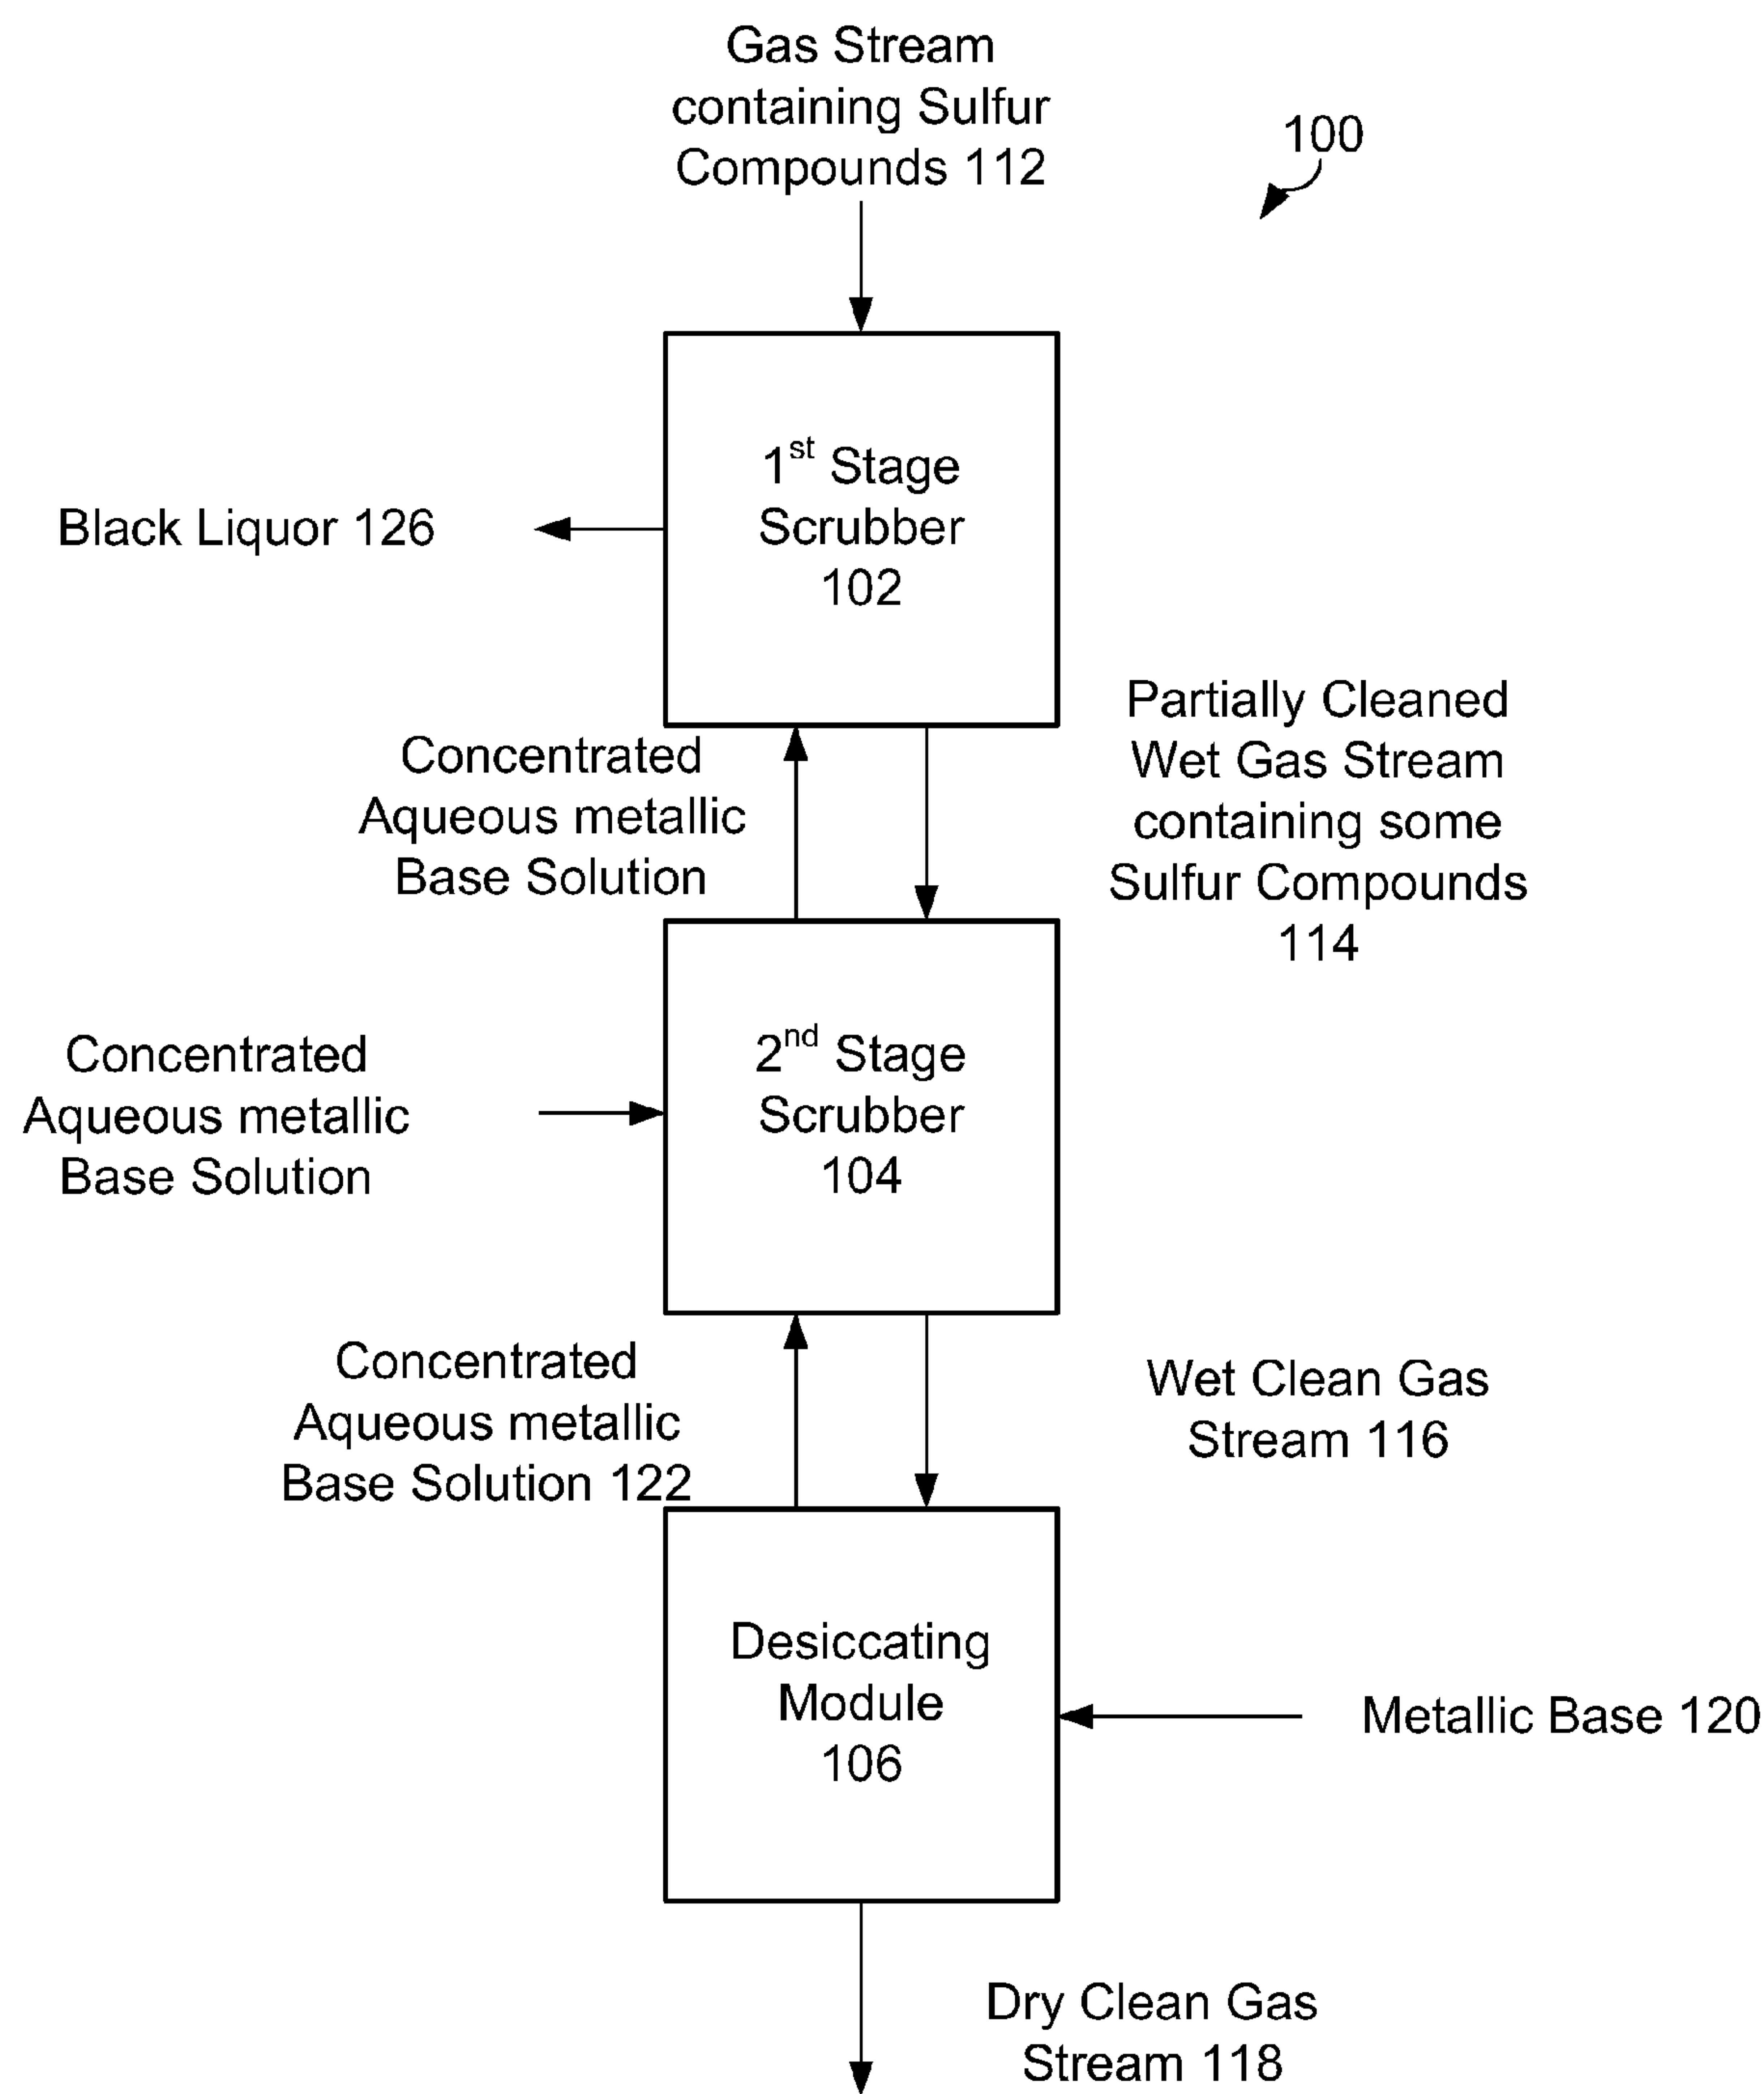 Gas Stream
containing Sulfur
Compounds 112
100
1st Stage
Scrubber
102
Black Liquor 126
Concentrated
Aqueous metallic
Base Solution
Partially Cleaned
Wet Gas Stream
containing some
Sulfur Compounds
114
2nd Stage
Scrubber
104
Concentrated
Aqueous metallic
Base Solution
Concentrated
Aqueous metallic
Base Solution 122
Wet Clean Gas
Stream 116
Desiccating
Module
106
Metallic Base 120
Dry Clean Gas
Stream 118